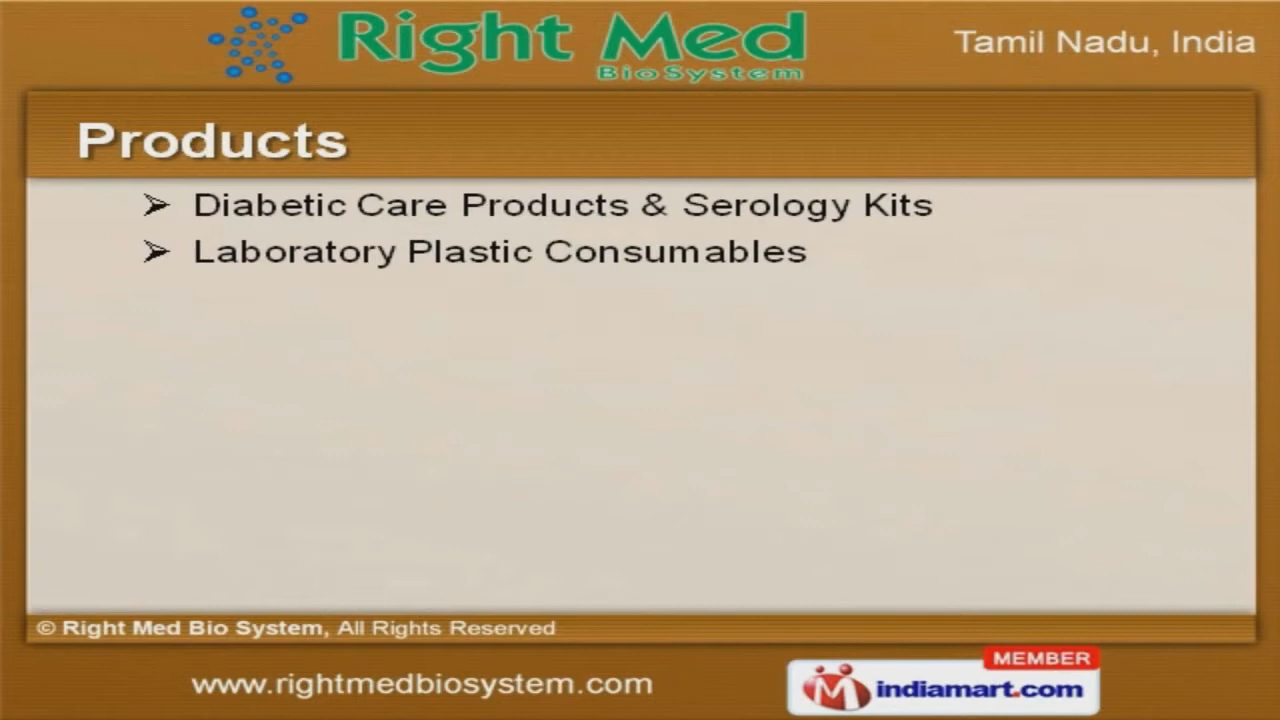 Right Med
BioSystem
Tamil Nadu, India
Products
➢ Diabetic Care Products & Serology Kits
➢ Laboratory Plastic Consumables
© Right Med Bio System, All Rights Reserved
www.rightmedbiosystem.com
MEMBER
indiamart.com